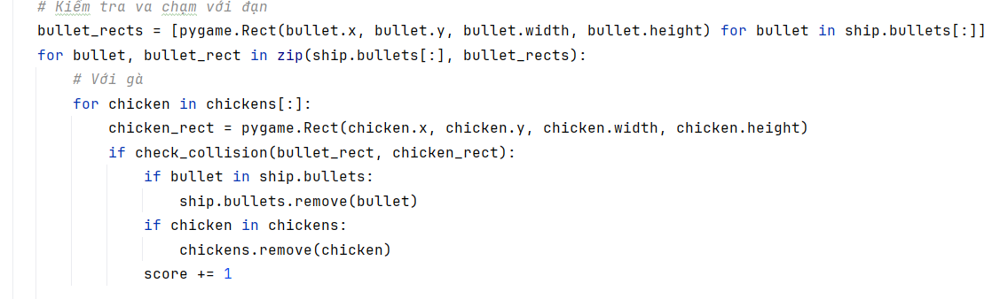 # Kiểm tra va chạm với đạn
bullet_rects = [pygame.Rect(bullet.x, bullet.y, bullet.width, bullet.height) for bullet in ship.bullets[:]]
for bullet, bullet_rect in zip(ship.bullets[:], bullet_rects):
    # Với gà
    for chicken in chickens[:]:
        chicken_rect = pygame.Rect(chicken.x, chicken.y, chicken.width, chicken.height)
        if check_collision(bullet_rect, chicken_rect):
            if bullet in ship.bullets:
                ship.bullets.remove(bullet)
            if chicken in chickens:
                chickens.remove(chicken)
            score += 1